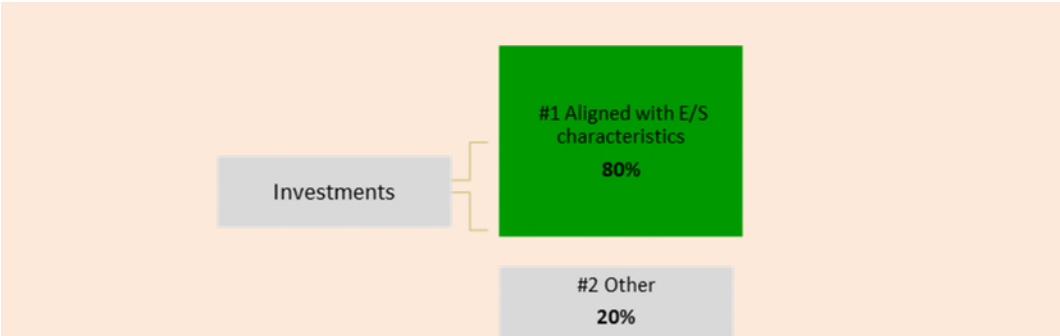 #1 Aligned with E/S
characteristics
80%
Investments
#2 Other
20%